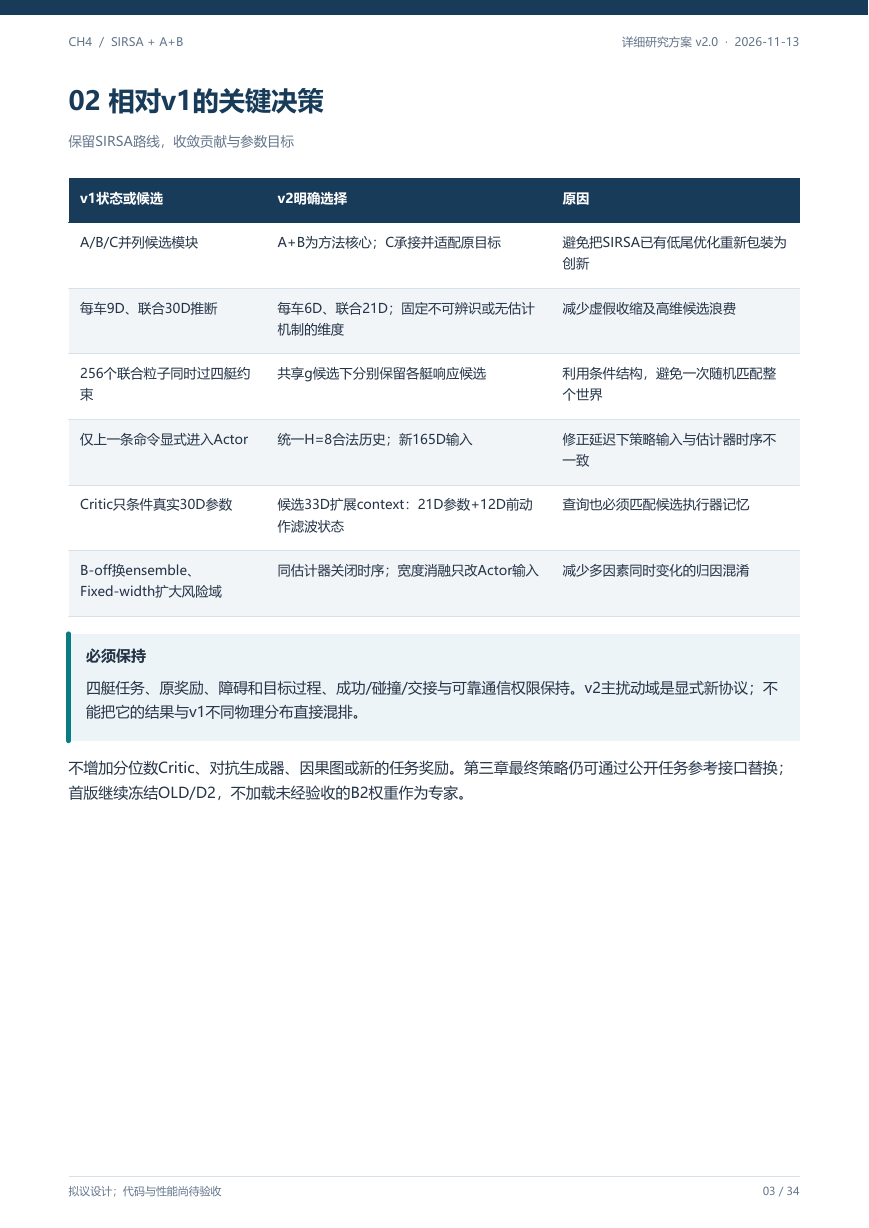 CH4 / SIRSA + A+B
详细研究方案 v2.0 · 2026-11-13
02 相对v1的关键决策
保留SIRSA路线，收敛贡献与参数目标
v1状态或候选
v2明确选择
原因
A/B/C并列候选模块
A+B为方法核心；C承接并适配原目标
避免把SIRSA已有低尾优化重新包装为
创新
每车9D、联合30D推断
每车6D、联合21D；固定不可辨识或无估计
机制的维度
减少虚假收缩及高维候选浪费
256个联合粒子同时过四艇约
束
共享g候选下分别保留各艇响应候选
利用条件结构，避免一次随机匹配整
个世界
仅上一条命令显式进入Actor
统一H=8合法历史；新165D输入
修正延迟下策略输入与估计器时序不
一致
Critic只条件真实30D参数
候选33D扩展context：21D参数+12D前动
作滤波状态
查询也必须匹配候选执行器记忆
B-off换ensemble、
Fixed-width扩大风险域
同估计器关闭时序；宽度消融只改Actor输入
减少多因素同时变化的归因混淆
必须保持
四艇任务、原奖励、障碍和目标过程、成功/碰撞/交接与可靠通信权限保持。v2主扰动域是显式新协议；不
能把它的结果与v1不同物理分布直接混排。
不增加分位数Critic、对抗生成器、因果图或新的任务奖励。第三章最终策略仍可通过公开任务参考接口替换；
首版继续冻结OLD/D2，不加载未经验收的B2权重作为专家。
拟议设计；代码与性能尚待验收
03 / 34